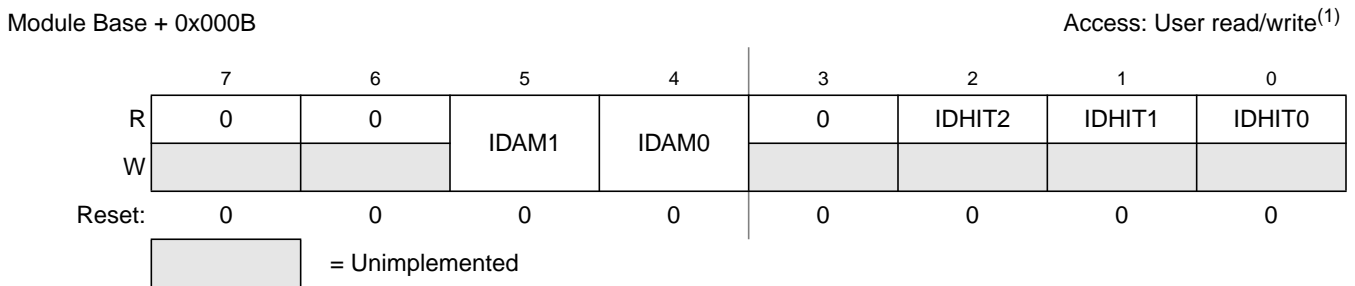 Module Base + 0x000B Access: User read/write(1)
7 6 5 4 3 2 1 0
R 0 0 IDAM1 IDAM0 0 IDHIT2 IDHIT1 IDHIT0
W
Reset: 0 0 0 0 0 0 0 0
= Unimplemented